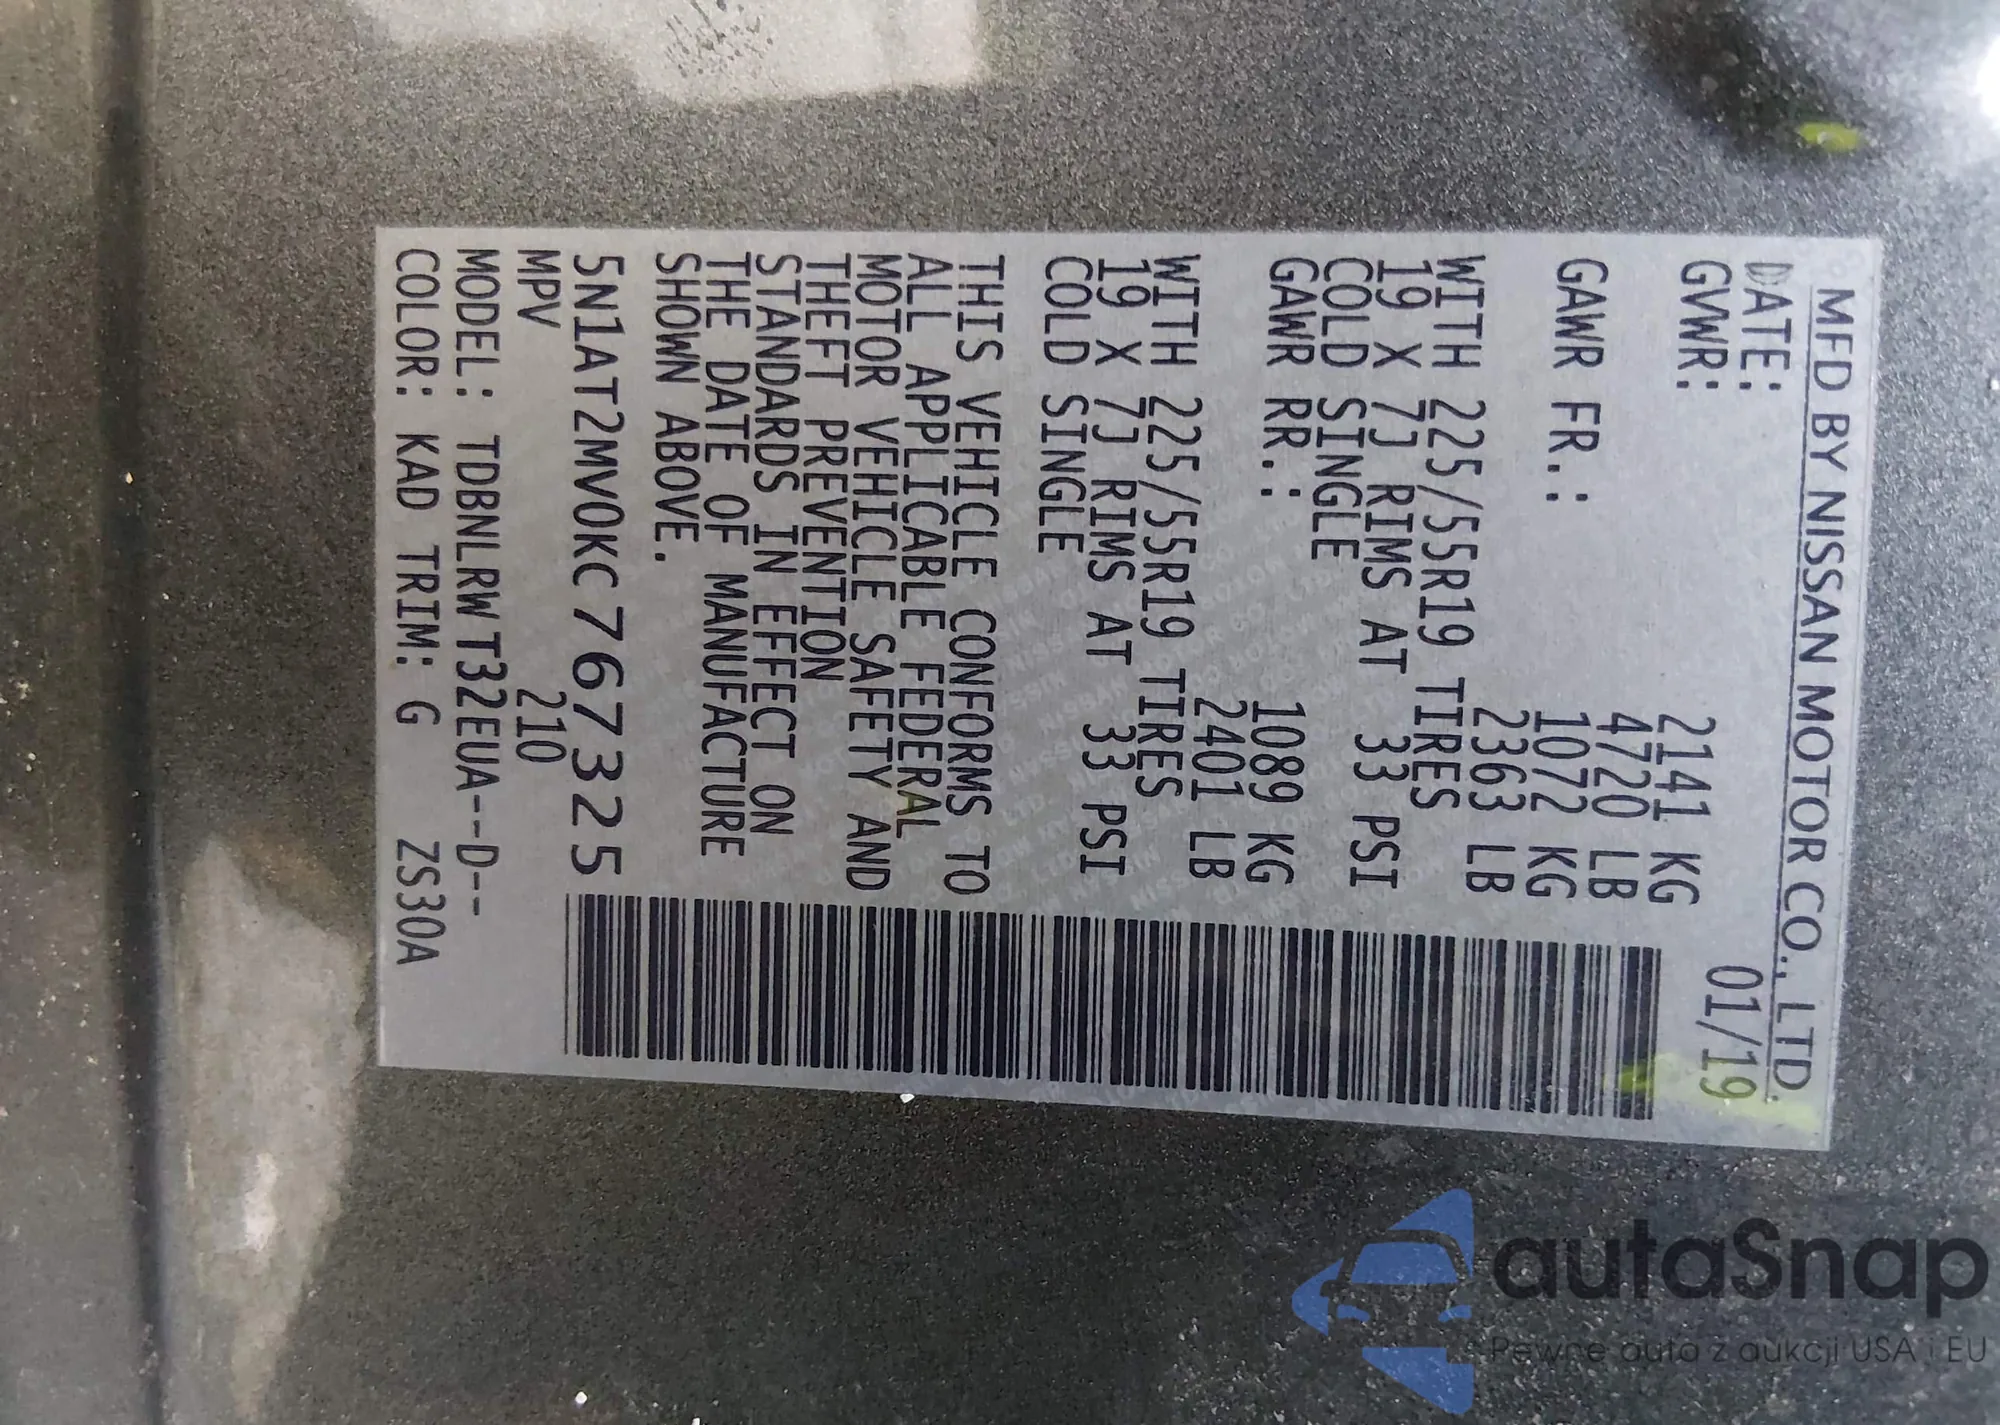 MFD BY NISSAN MOTOR CO., LTD.
DATE: 01/19
GVWR: 2141 KG
4720 LB
GAWR FR.: 1072 KG
2363 LB
WITH 225/55R19 TIRES
19 X 7J RIMS AT 33 PSI
COLD SINGLE
GAWR RR.: 1089 KG
2401 LB
WITH 225/55R19 TIRES
19 X 7J RIMS AT 33 PSI
COLD SINGLE
THIS VEHICLE CONFORMS TO
ALL APPLICABLE FEDERAL
MOTOR VEHICLE SAFETY AND
THEFT PREVENTION
STANDARDS IN EFFECT ON
THE DATE OF MANUFACTURE
SHOWN ABOVE.
5N1AT2MV0KC767325
MPV 210
MODEL: TDBNLRWT32EUA--D--
COLOR: KAD TRIM: G ZS30A
autaSnap
Pewne auta z aukcji USA i EU